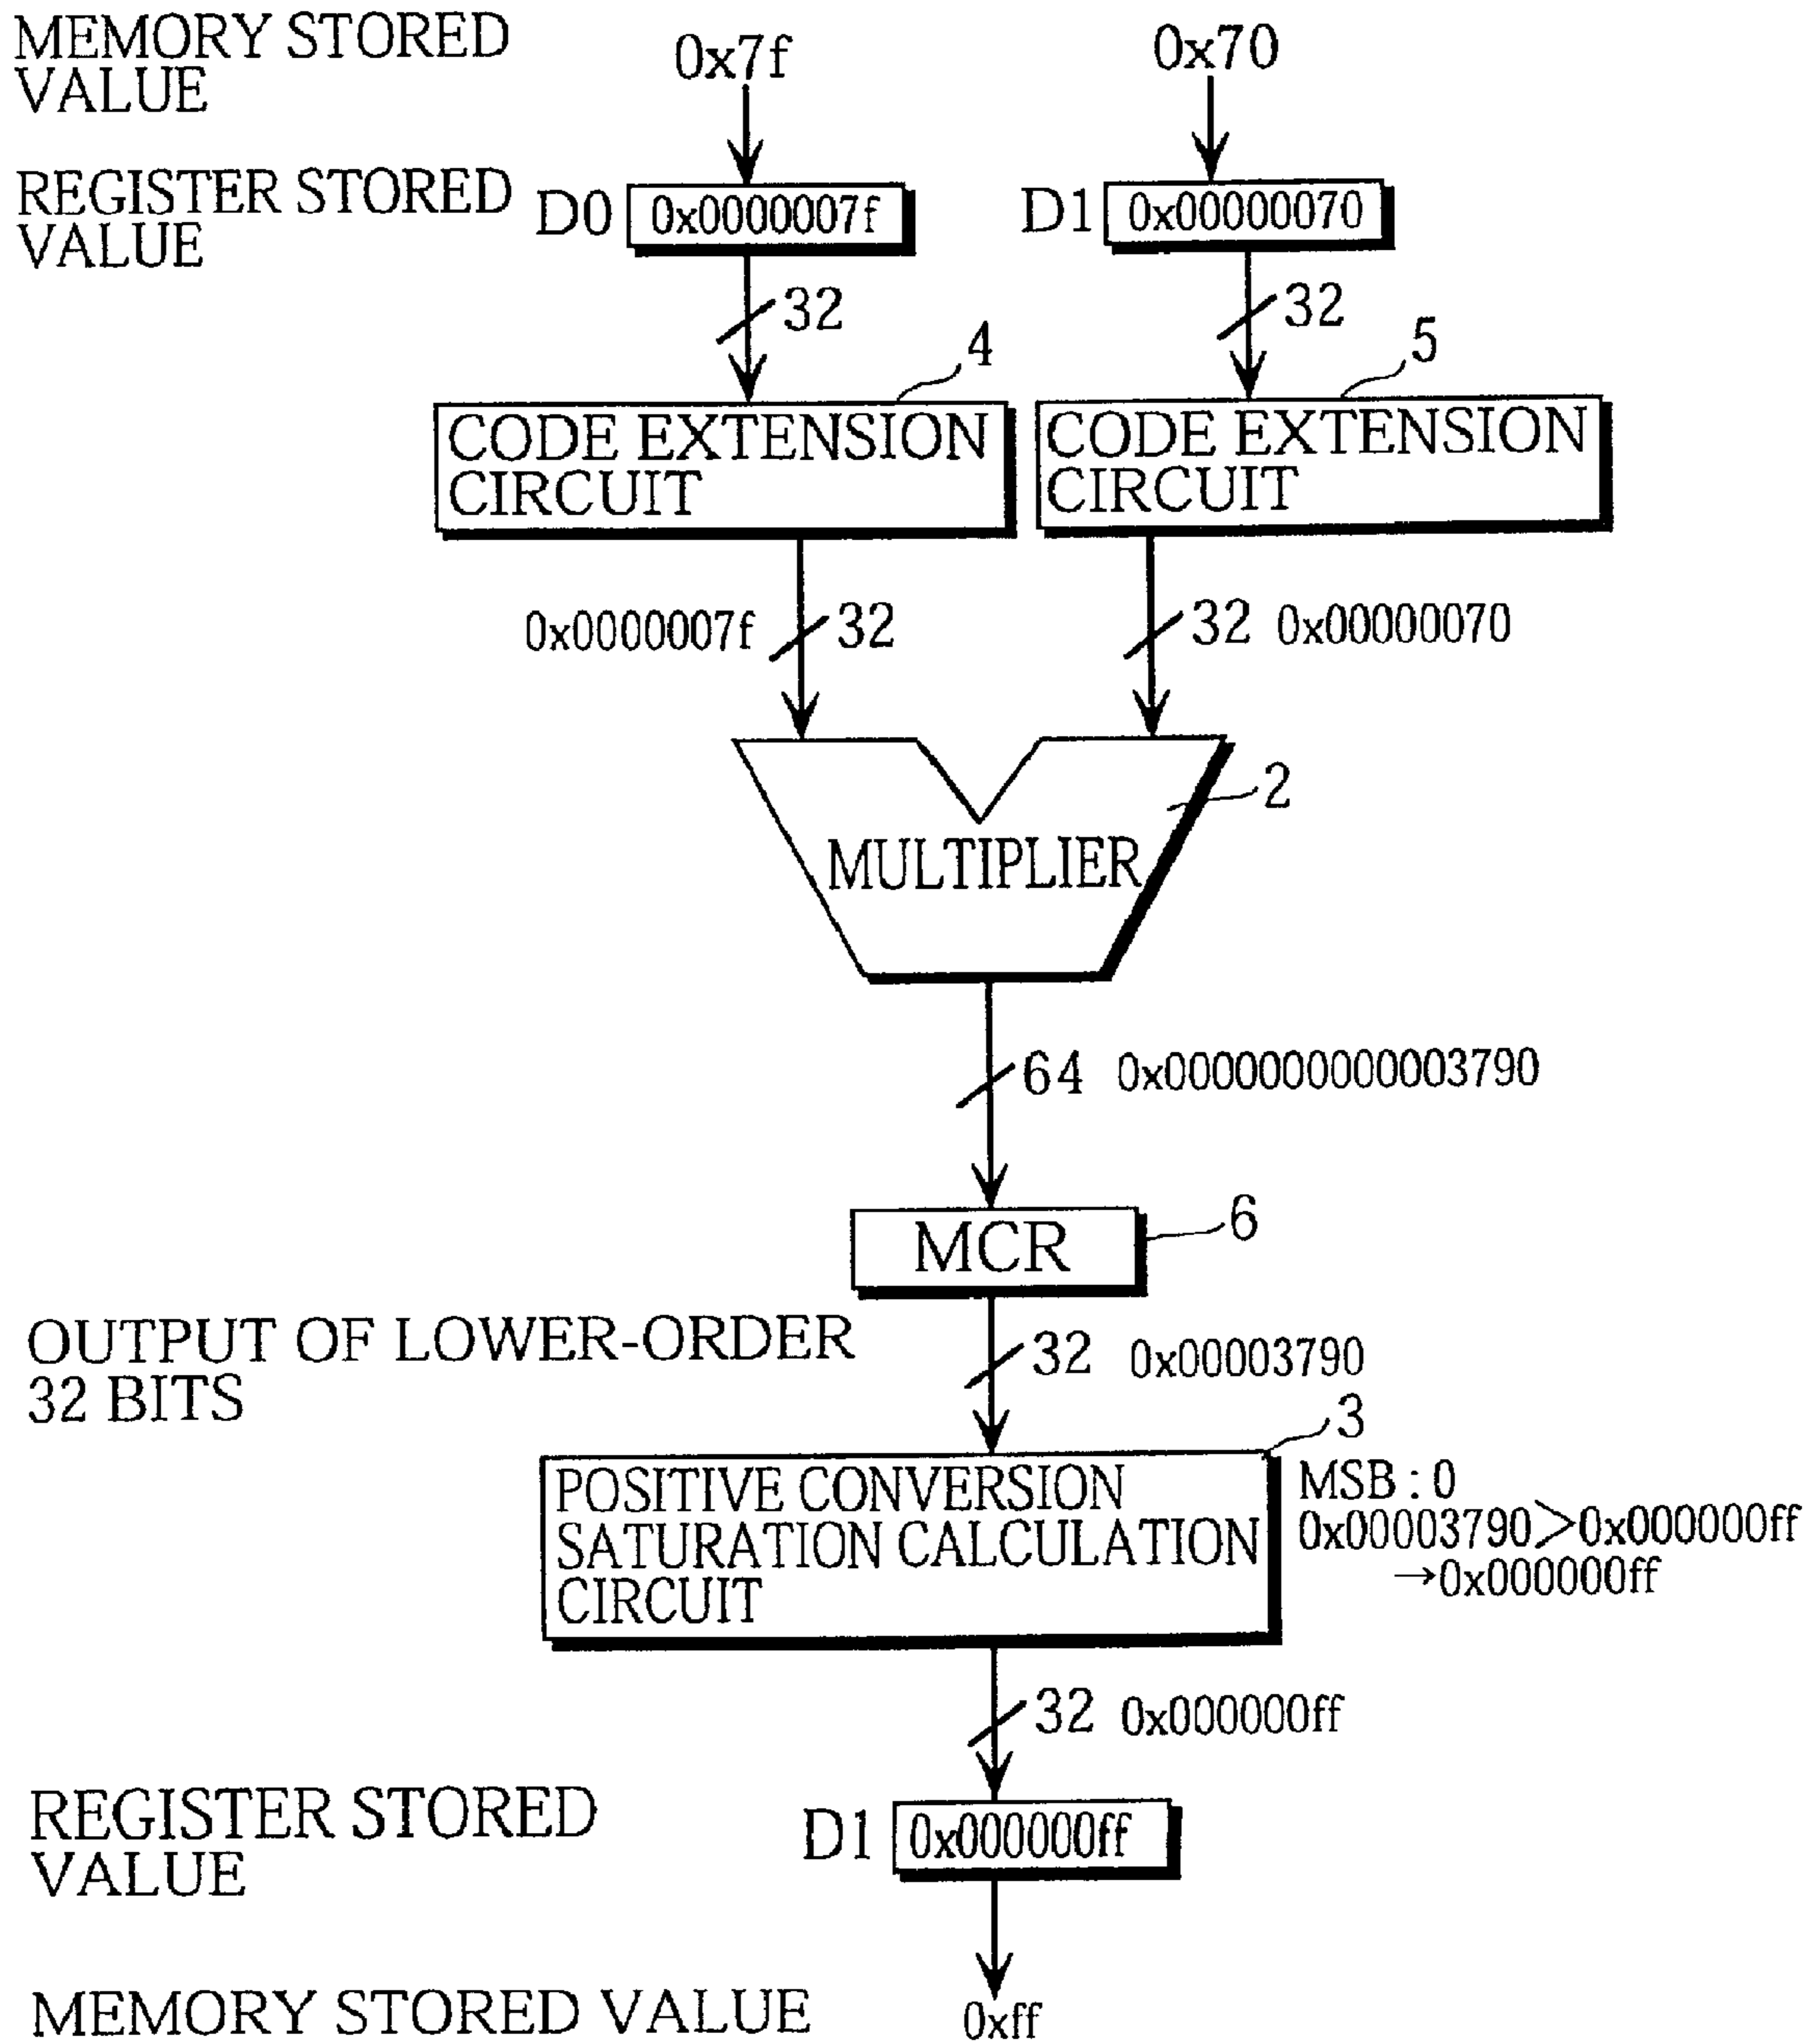 MEMORY STORED
VALUE
0x7f
0x70
REGISTER STORED
VALUE
D0
0x0000007f
D1
0x00000070
32
32
4
5
CODE EXTENSION
CIRCUIT
CODE EXTENSION
CIRCUIT
0x0000007f
32
32
0x00000070
2
MULTIPLIER
64
0x0000000000003790
MCR
6
OUTPUT OF LOWER-ORDER
32 BITS
32
0x00003790
3
POSITIVE CONVERSION
SATURATION CALCULATION
CIRCUIT
MSB : 0
0x00003790>0x000000ff
→0x000000ff
32
0x000000ff
REGISTER STORED
VALUE
D1
0x000000ff
MEMORY STORED VALUE
0xff